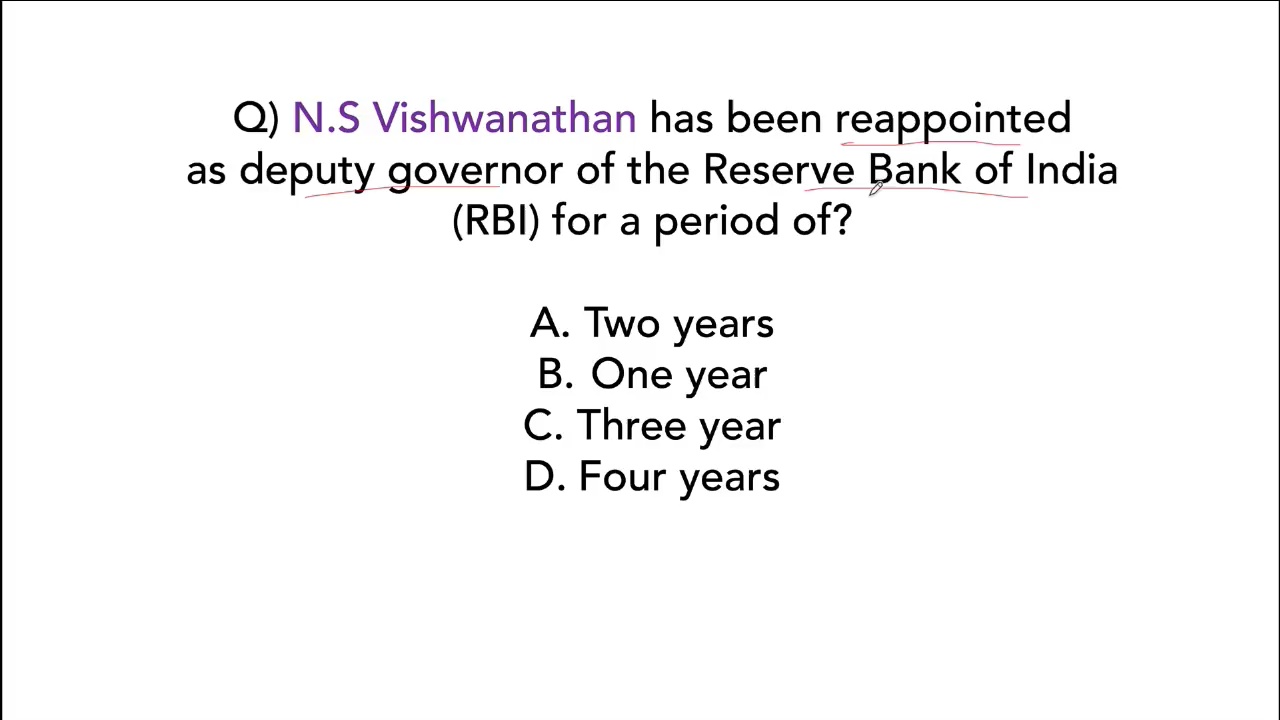 Q) N.S Vishwanathan has been reappointed
as deputy governor of the Reserve Bank of India
(RBI) for a period of?
A. Two years
B. One year
C. Three year
D. Four years